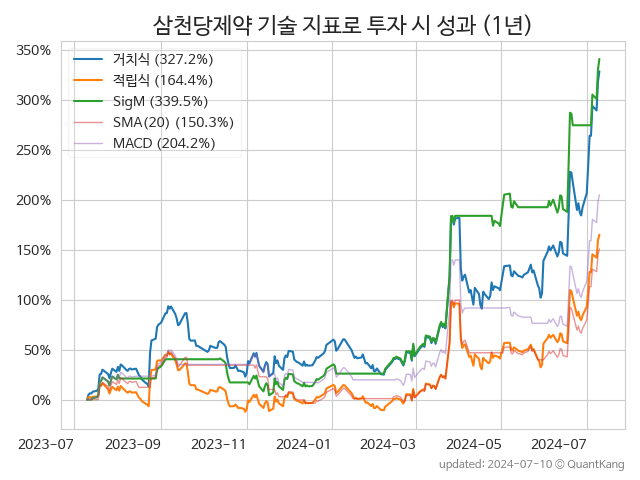 삼천당제약 기술 지표로 투자 시 성과 (1년)
350%
300%
250%
200%
150%
100%
50%
0%
거치식 (327.2%)
적립식 (164.4%)
SigM (339.5%)
SMA(20) (150.3%)
MACD (204.2%)
2023-07
2023-09
2023-11
2024-01
2024-03
2024-05
2024-07
updated: 2024-07-10 © QuantKang